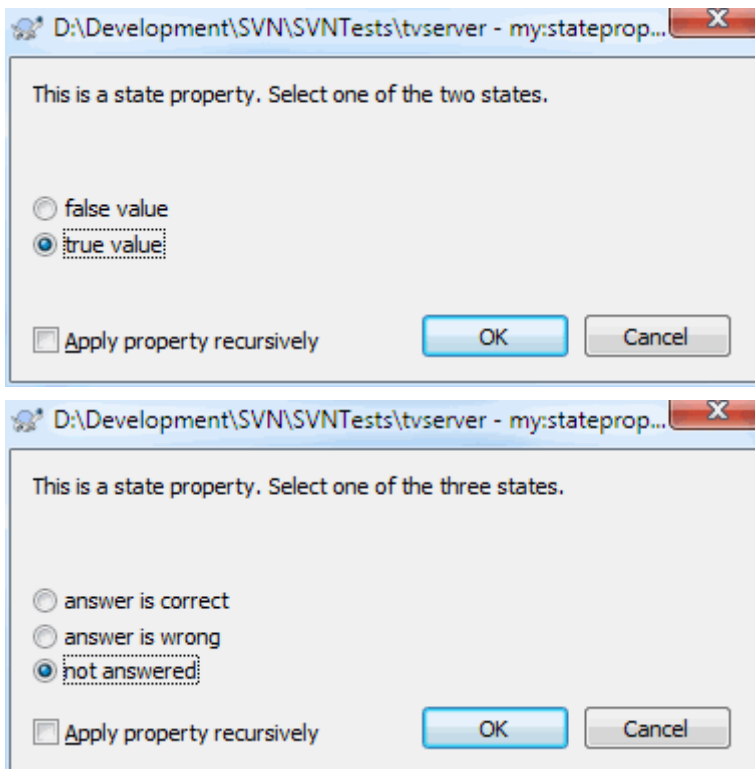 D:\Development\SVN\SVNTests\tvserver - my:stateprop...
This is a state property. Select one of the two states.
false value
true value
Apply property recursively OK Cancel
D:\Development\SVN\SVNTests\tvserver - my:stateprop...
This is a state property. Select one of the three states.
answer is correct
answer is wrong
not answered
Apply property recursively OK Cancel